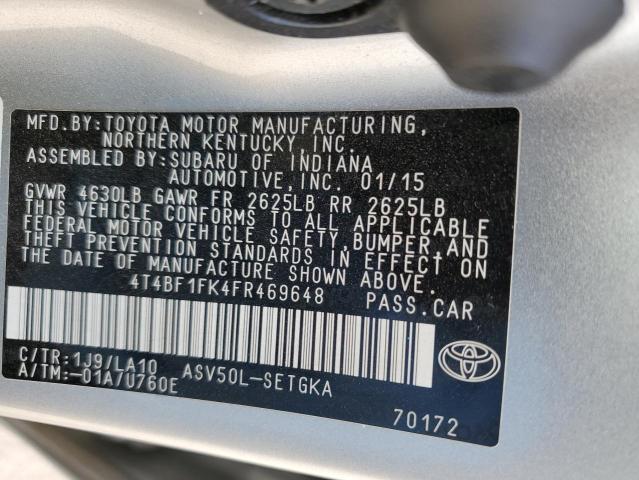 MFD.BY:TOYOTA MOTOR MANUFACTURING,
NORTHERN KENTUCKY,INC.
ASSEMBLED BY:SUBARU OF INDIANA
AUTOMOTIVE,INC. 01/15
GVWR 4630LB GAWR FR 2625LB RR 2625LB
THIS VEHICLE CONFORMS TO ALL APPLICABLE
FEDERAL MOTOR VEHICLE SAFETY,BUMPER,AND
THEFT PREVENTION STANDARDS IN EFFECT ON
THE DATE OF MANUFACTURE SHOWN ABOVE.
4T4BF1FK4FR469648 PASS.CAR
C/TR:1J9/LA10
A/TM:-01A/U760E
ASV50L-SETGKA
70172